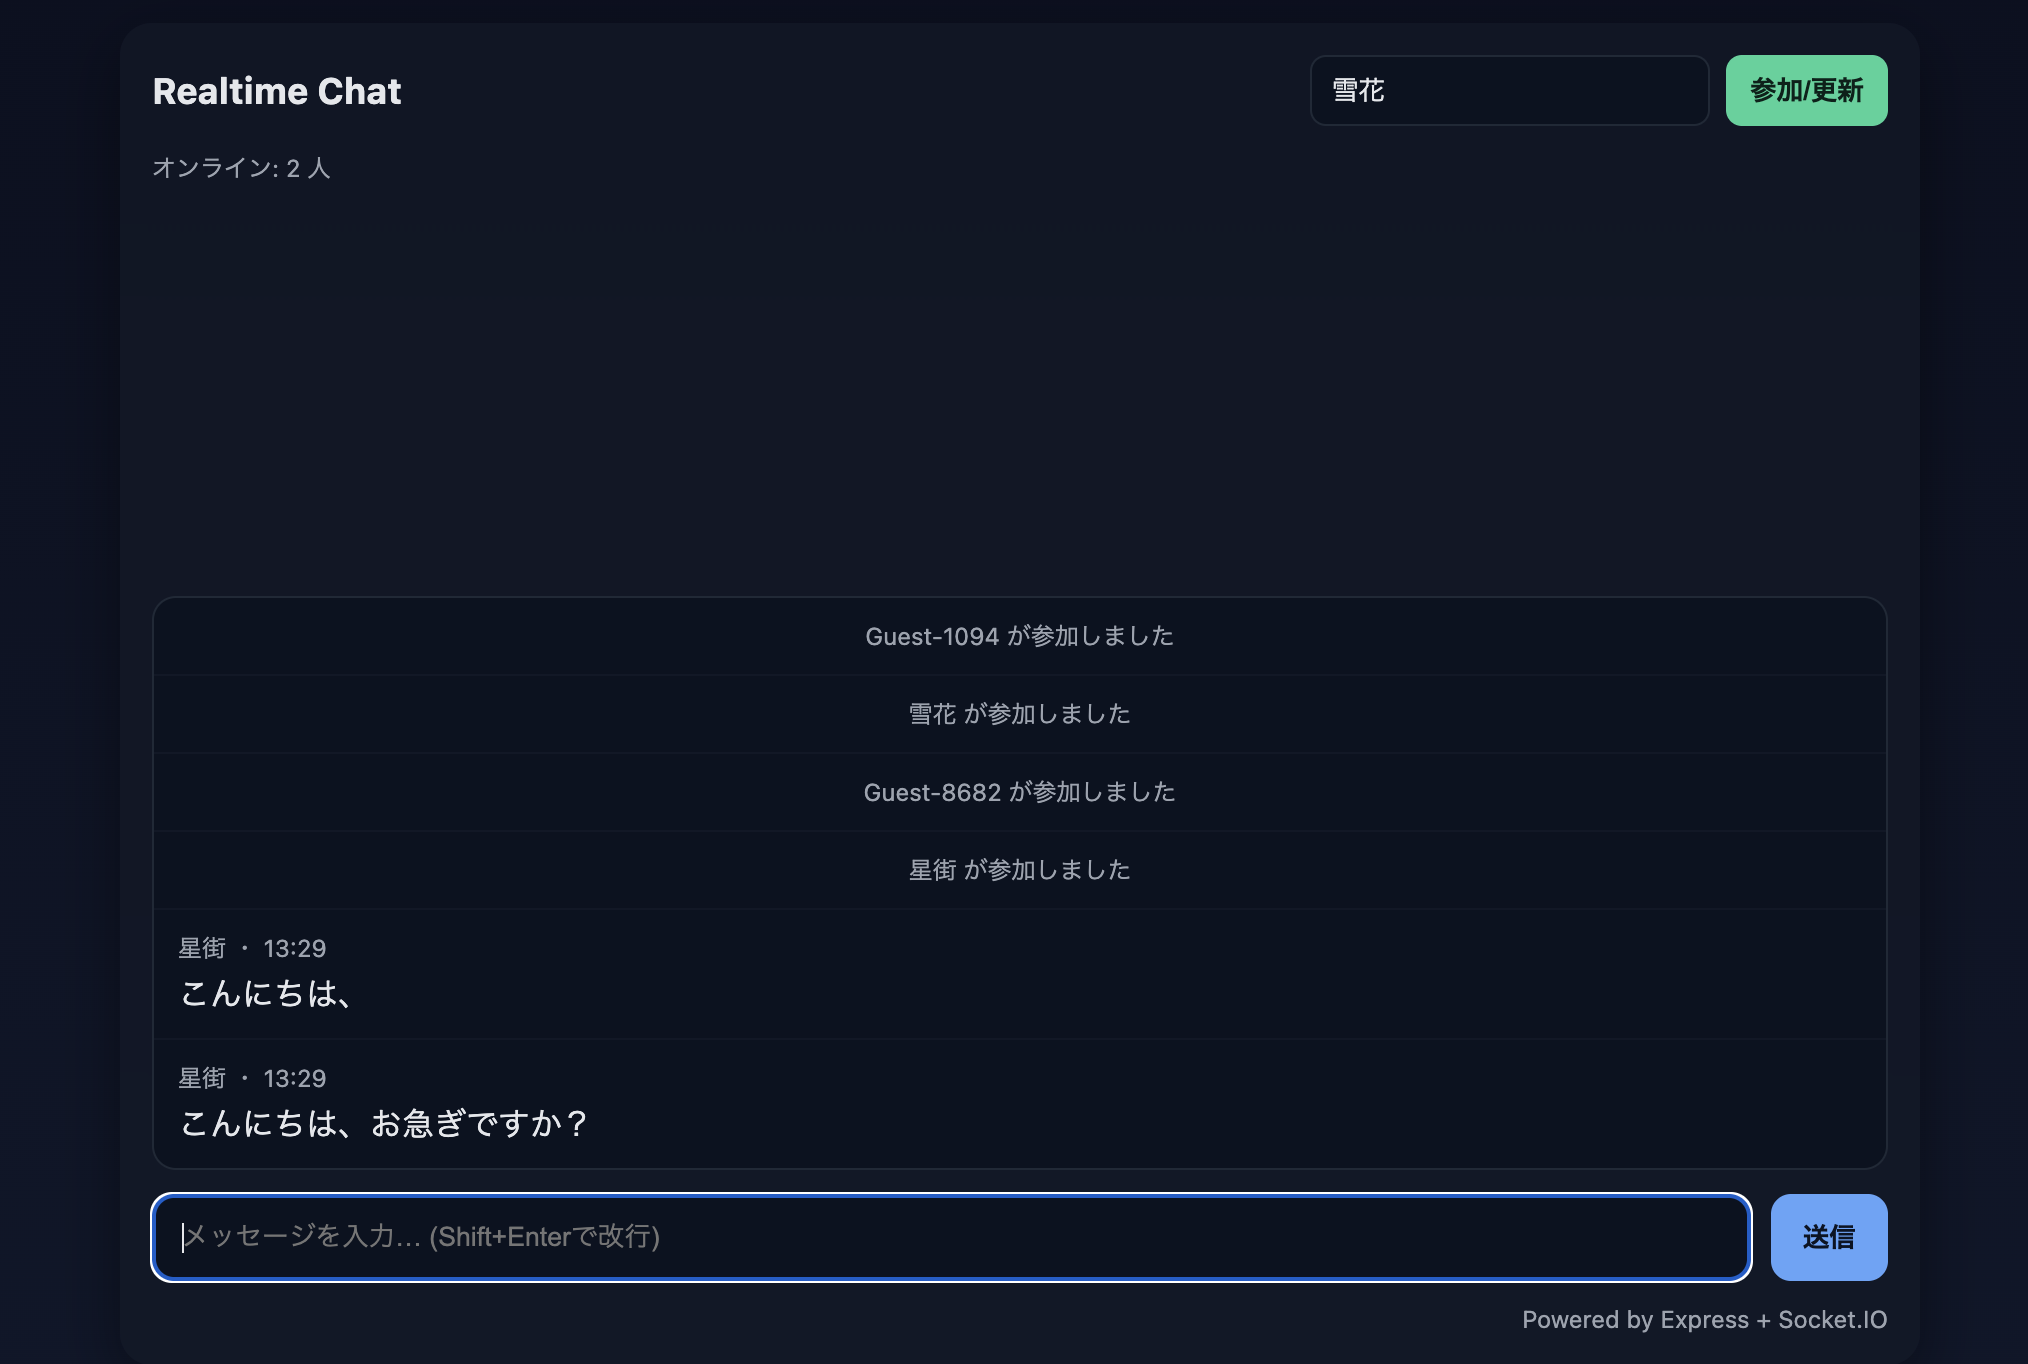 Realtime Chat
雪花
参加/更新
オンライン: 2 人
Guest-1094 が参加しました
雪花 が参加しました
Guest-8682 が参加しました
星街 が参加しました
星街 ・ 13:29
こんにちは、
星街 ・ 13:29
こんにちは、お急ぎですか？
メッセージを入力… (Shift+Enterで改行)
送信
Powered by Express + Socket.IO